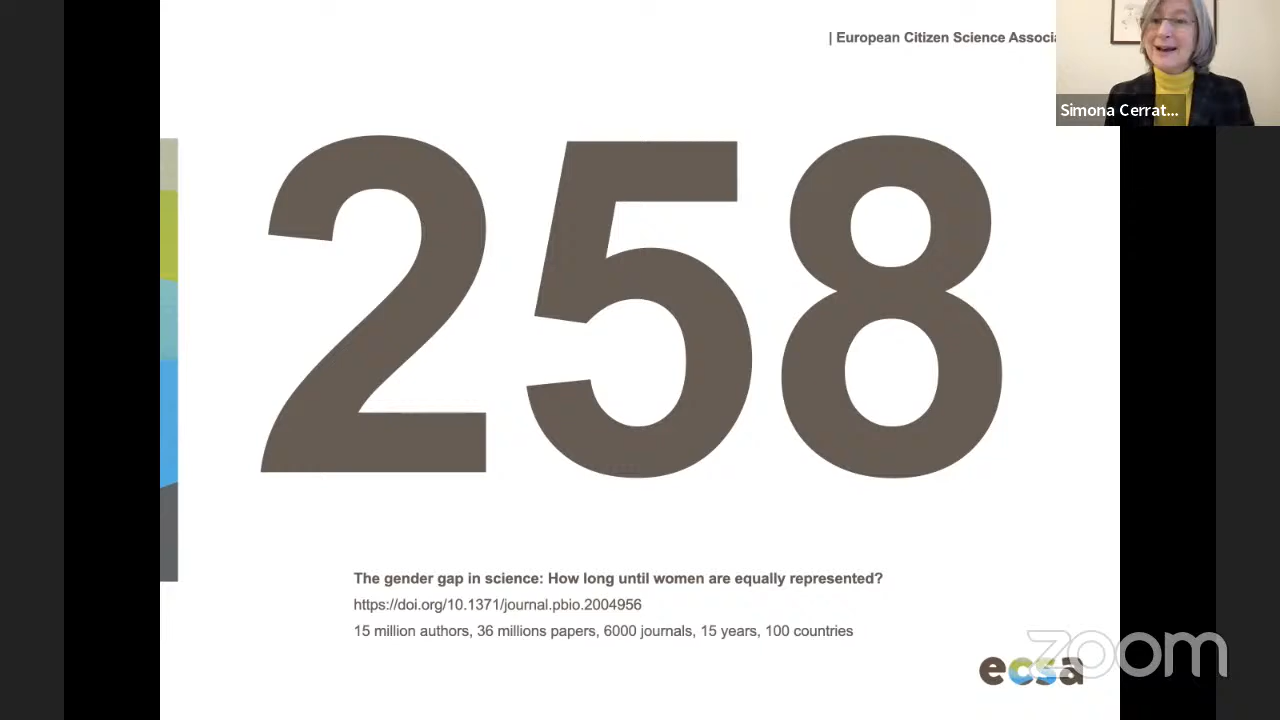 | European Citizen Science Associa
Simona Cerrat...
258
The gender gap in science: How long until women are equally represented?
https://doi.org/10.1371/journal.pbio.2004956
15 million authors, 36 millions papers, 6000 journals, 15 years, 100 countries
zoom
ecsa